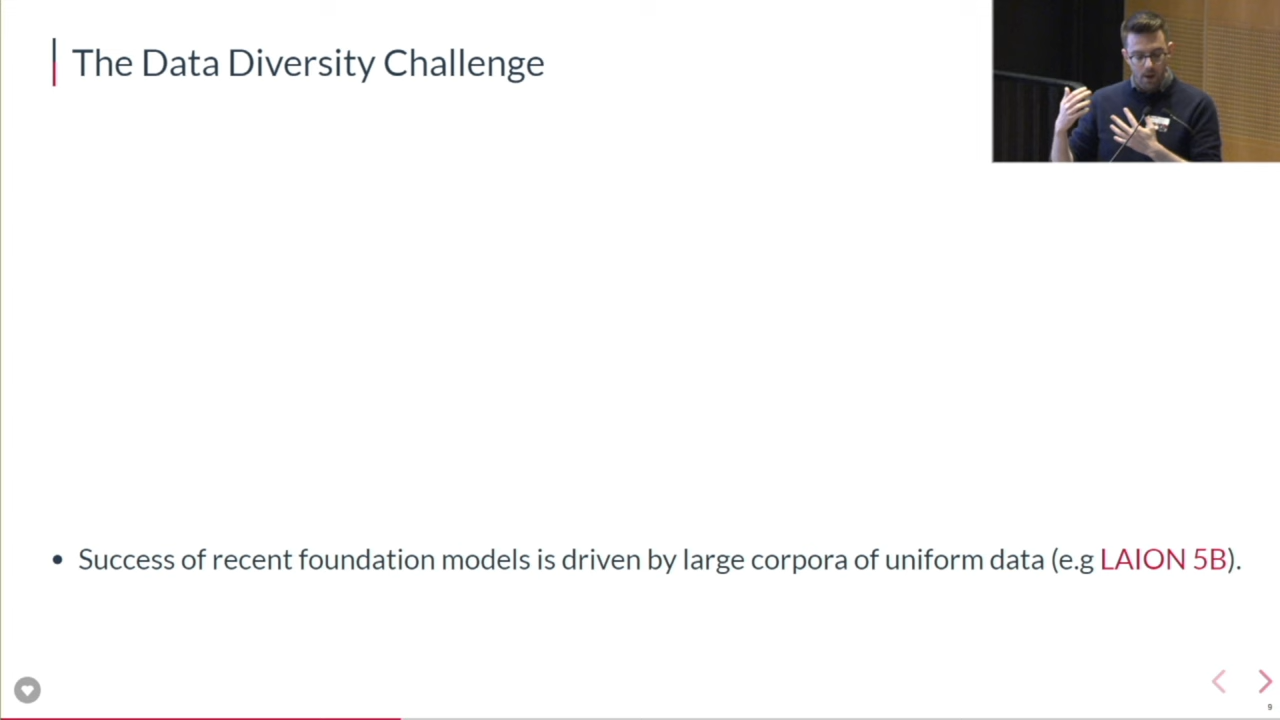 The Data Diversity Challenge
• Success of recent foundation models is driven by large corpora of uniform data (e.g LAION 5B).
9